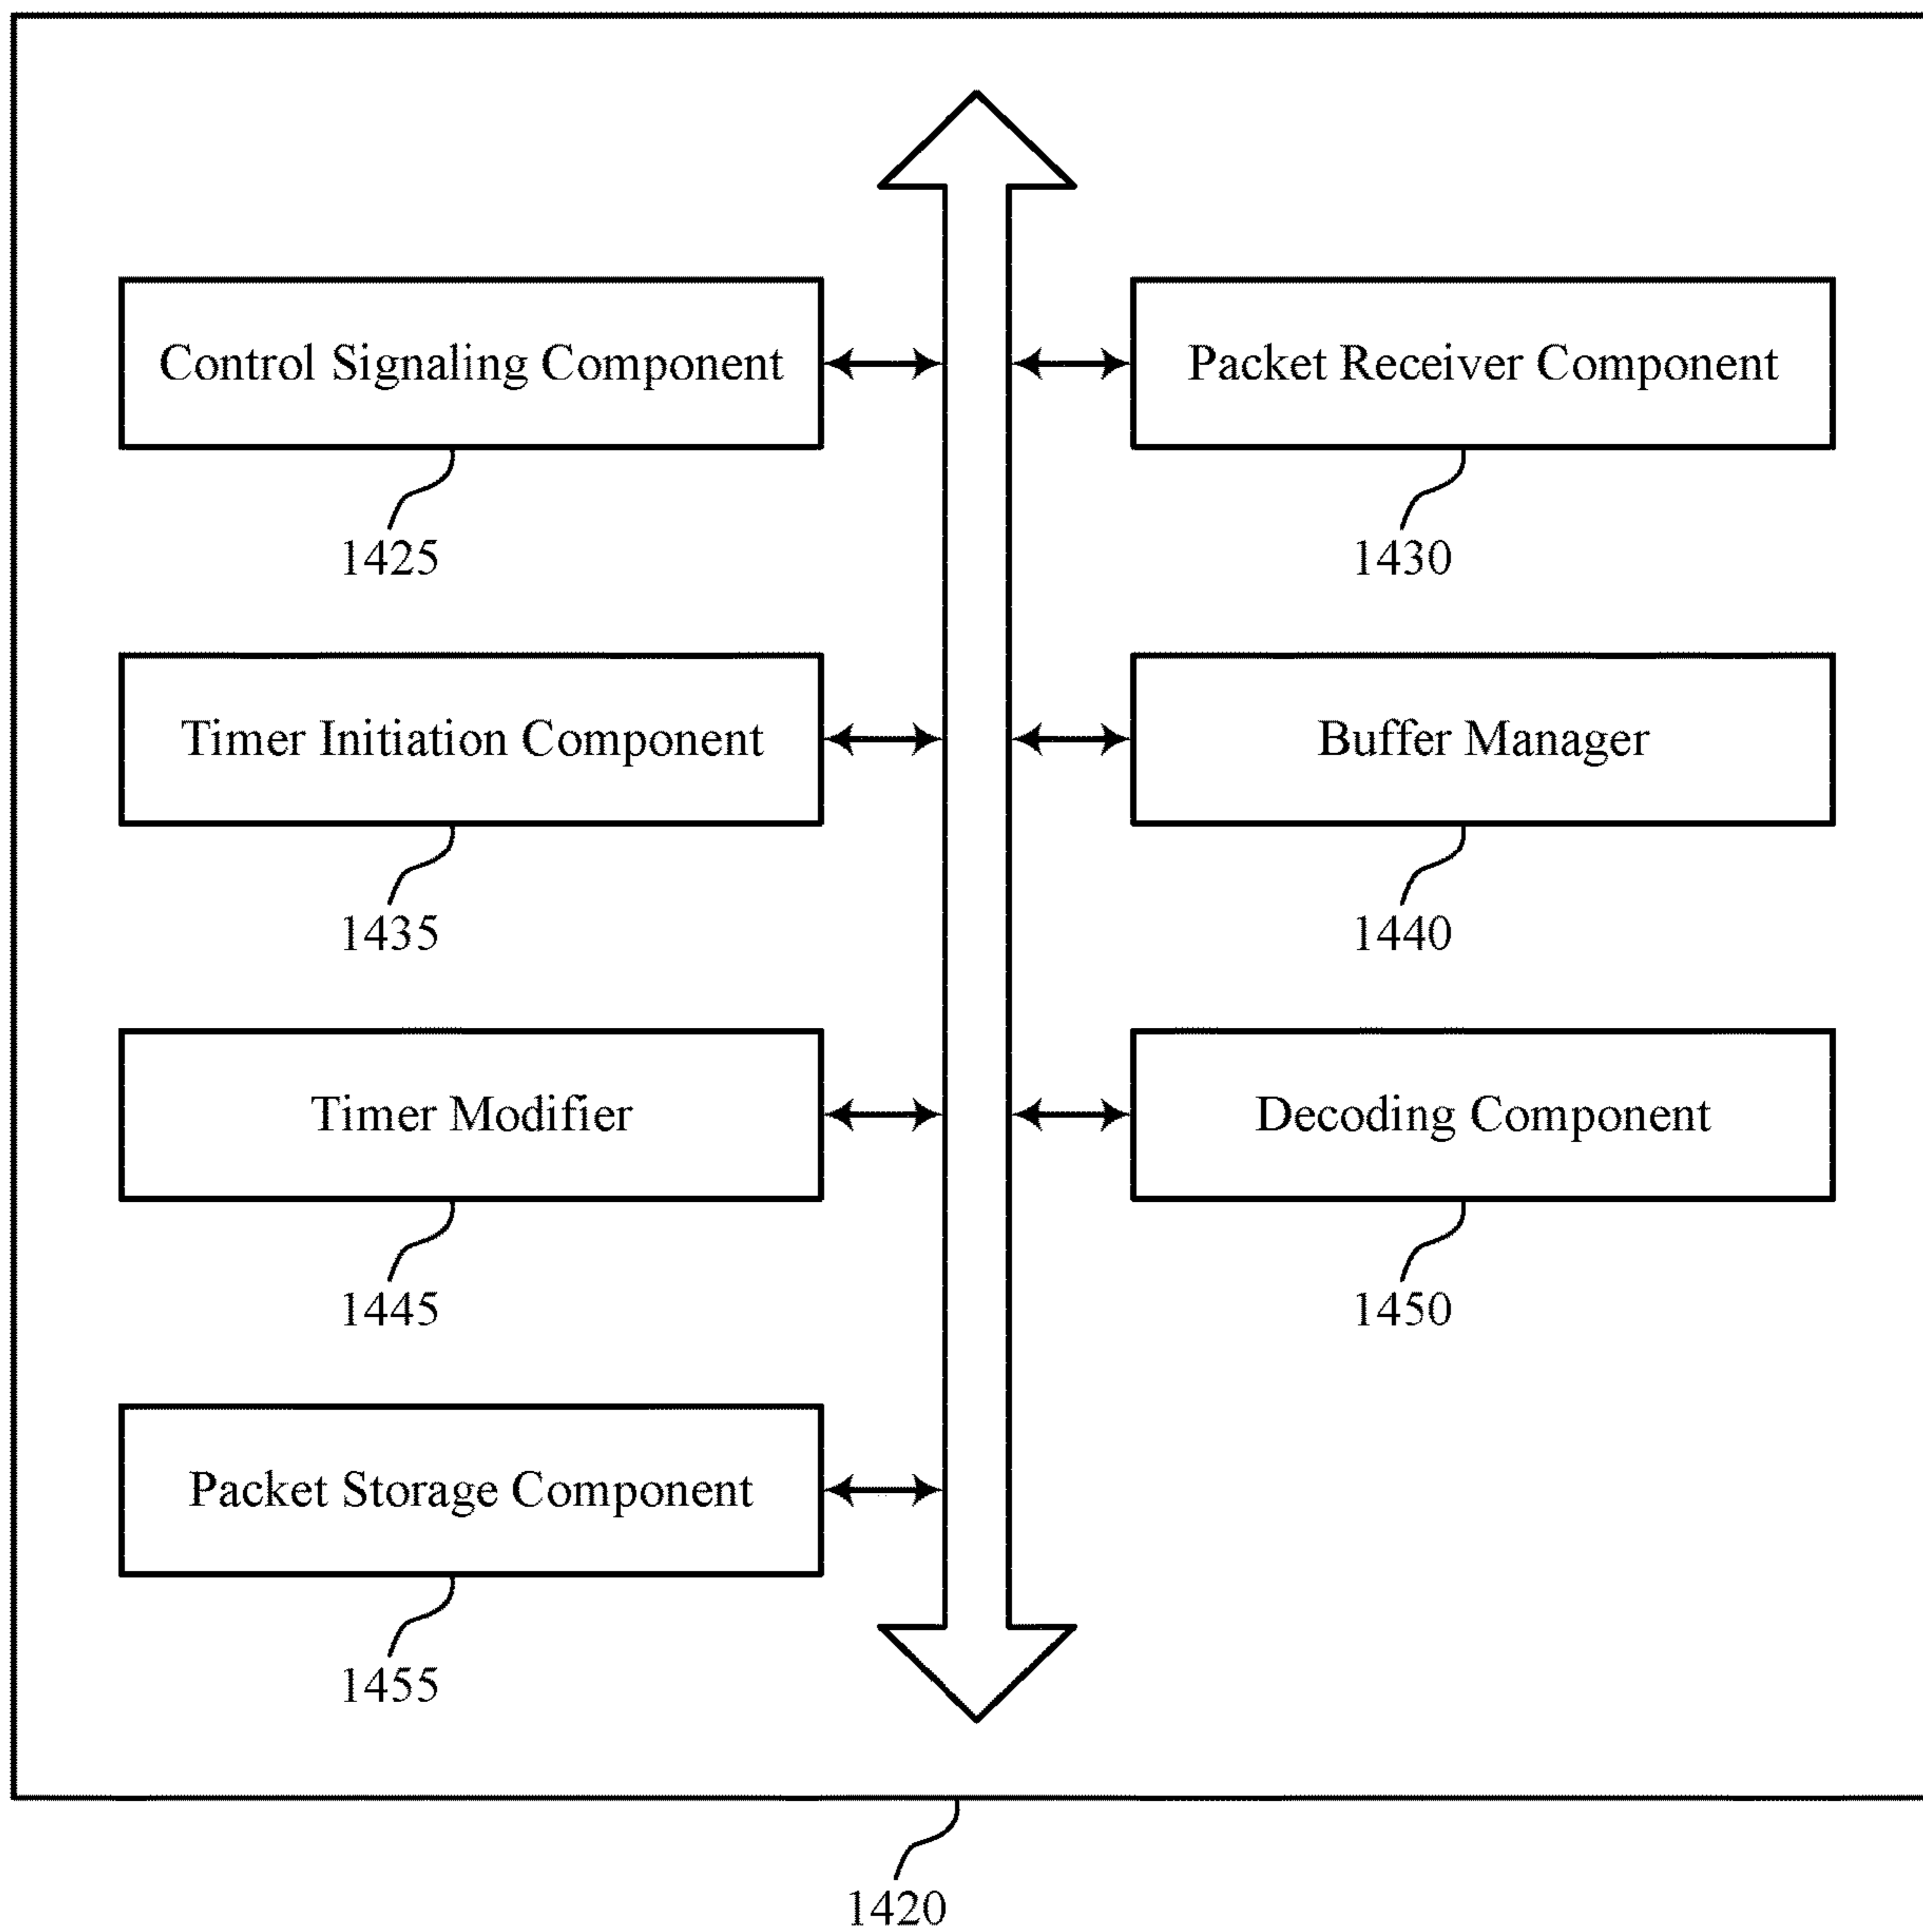 Control Signaling Component
Packet Receiver Component
1425
1430
Timer Initiation Component
Buffer Manager
1435
1440
Timer Modifier
Decoding Component
1445
1450
Packet Storage Component
1455
1420